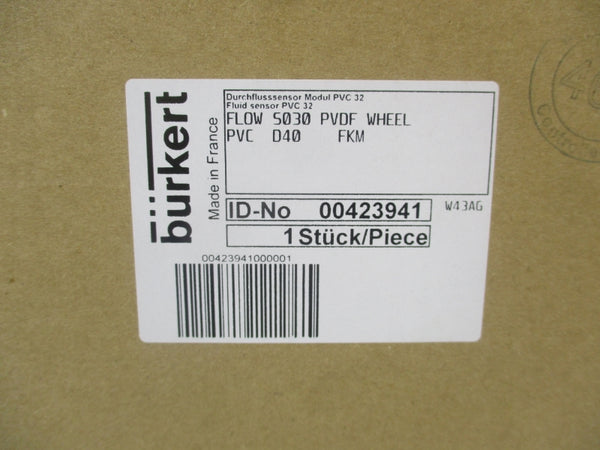 bürkert
Made in France
Durchflusssensor Modul PVC 32
Fluid sensor PVC 32
FLOW S030 PVDF WHEEL
PVC D40 FKM
ID-No 00423941
W43AG
1 Stück/Piece
00423941000001